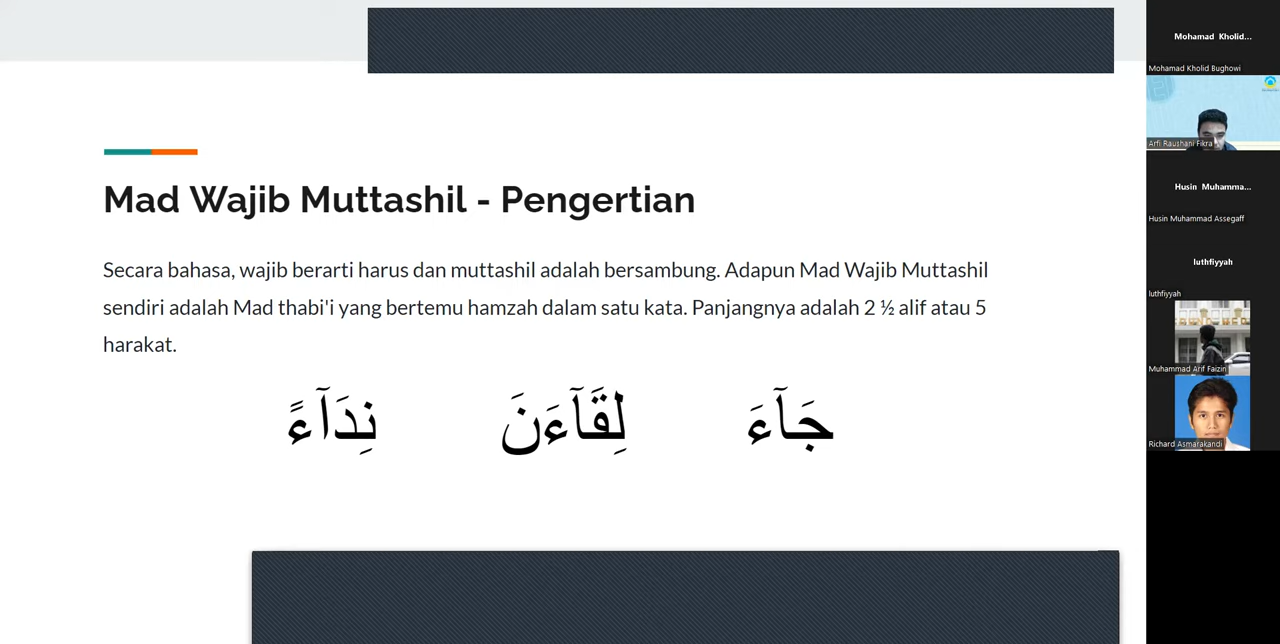 Mad Wajib Muttashil - Pengertian
Secara bahasa, wajib berarti harus dan muttashil adalah bersambung. Adapun Mad Wajib Muttashil
sendiri adalah Mad thabi'i yang bertemu hamzah dalam satu kata. Panjangnya adalah 2 ½ alif atau 5
harakat.
جَآءَ لِقَآءَنَ نِدَآءً
Mohamad Kholid...
Mohamad Kholid Bughowi
Arfi Raushani Fikra
Husin Muhamma...
Husin Muhammad Assegaff
luthfiyyah
luthfiyyah
Muhammad Arif Faizin
Richard Asmarakandi